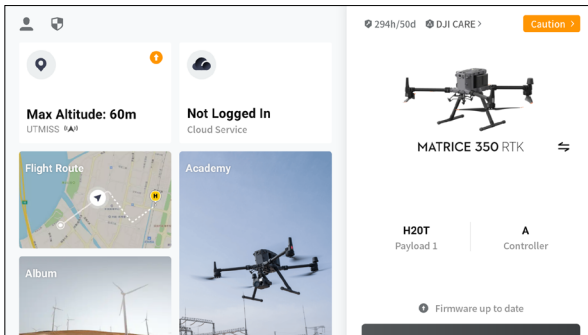 294h/50d DJI CARE >
Caution >
Max Altitude: 60m
UTMISS ((A))
Not Logged In
Cloud Service
MATRICE 350 RTK
Flight Route
H
Academy
H20T
Payload 1
A
Controller
Album
Firmware up to date